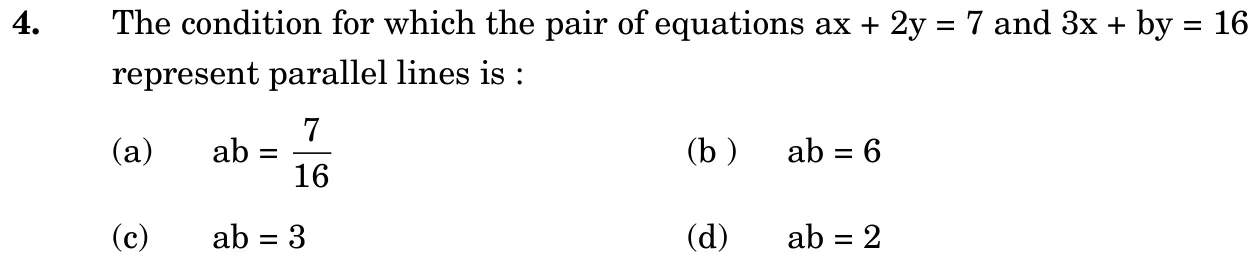 4. The condition for which the pair of equations ax + 2y = 7 and 3x + by = 16
represent parallel lines is :
(a) ab = 7/16 (b ) ab = 6
(c) ab = 3 (d) ab = 2